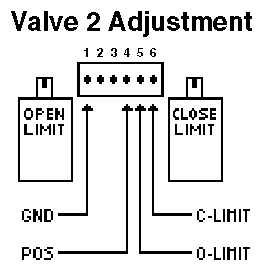 Valve 2 Adjustment
1 2 3 4 5 6
OPEN LIMIT
CLOSE LIMIT
GND
C-LIMIT
POS
O-LIMIT